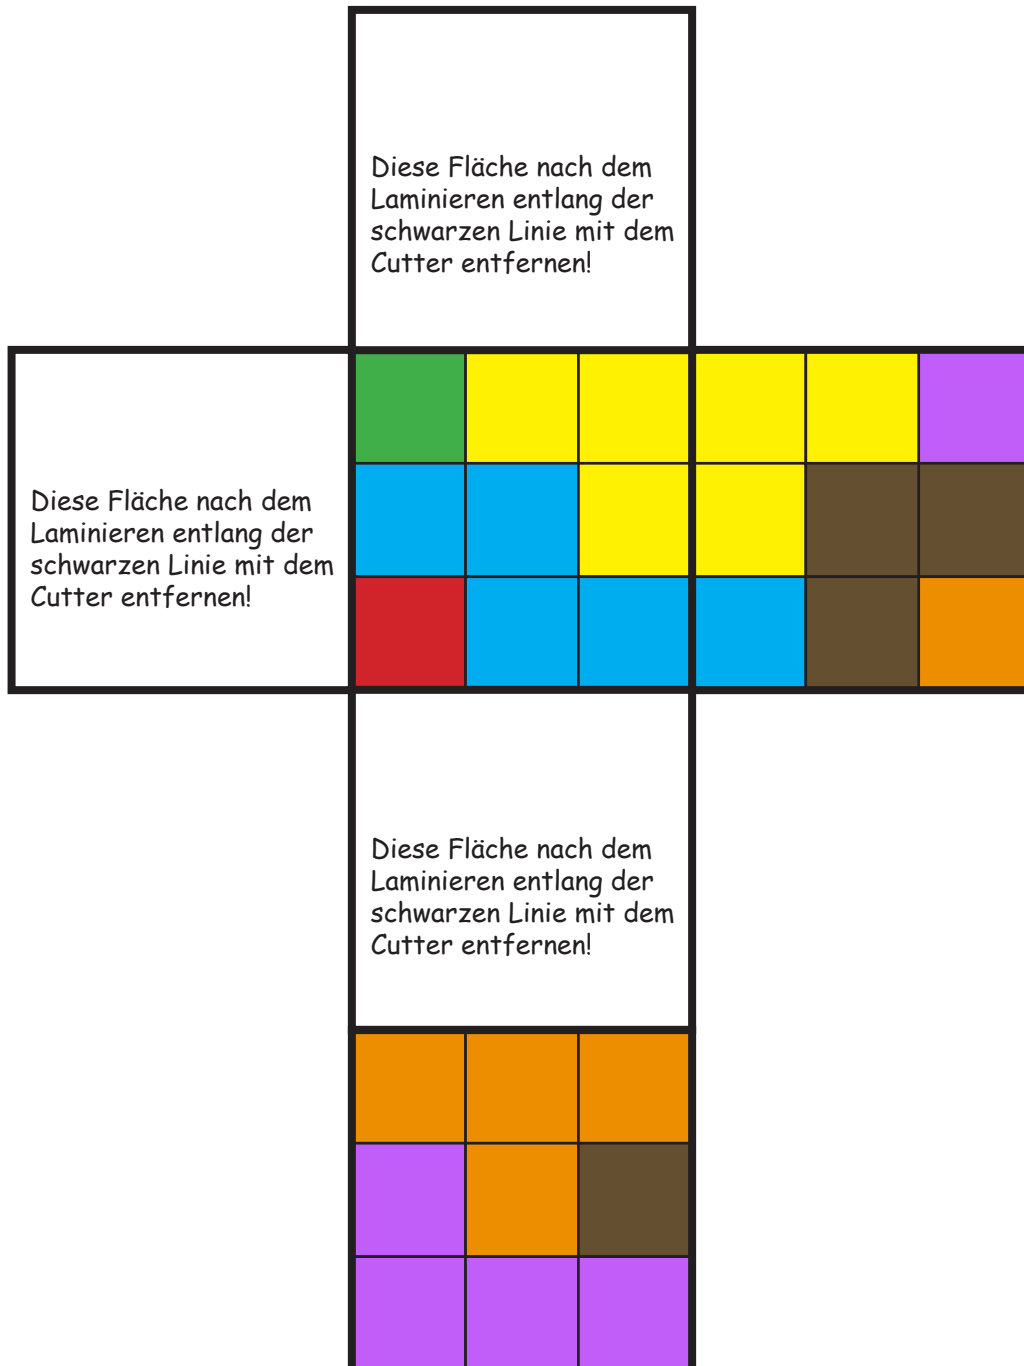 Diese Fläche nach dem
Laminieren entlang der
schwarzen Linie mit dem
Cutter entfernen!
Diese Fläche nach dem
Laminieren entlang der
schwarzen Linie mit dem
Cutter entfernen!
Diese Fläche nach dem
Laminieren entlang der
schwarzen Linie mit dem
Cutter entfernen!